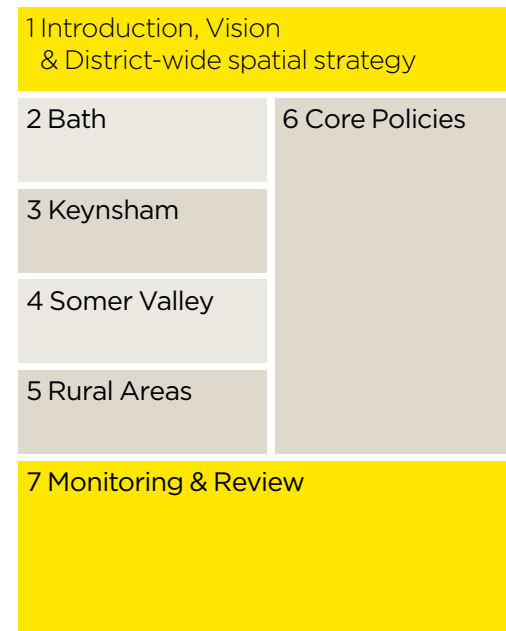 1 Introduction, Vision
& District-wide spatial strategy
2 Bath
3 Keynsham
4 Somer Valley
5 Rural Areas
6 Core Policies
7 Monitoring & Review